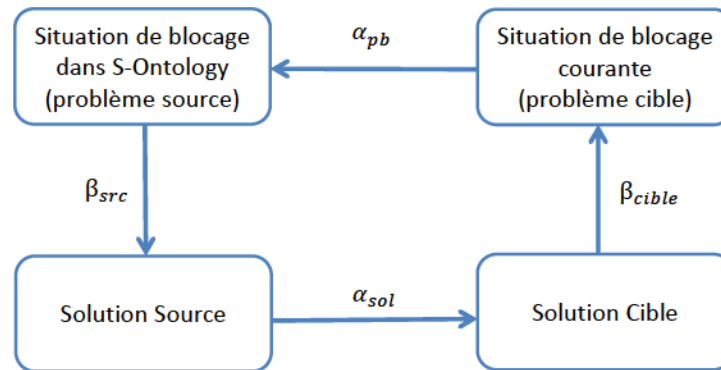 Situation de blocage
dans S-Ontology
(problème source)
α_pb
Situation de blocage
courante
(problème cible)
β_src
β_cible
Solution Source
α_sol
Solution Cible